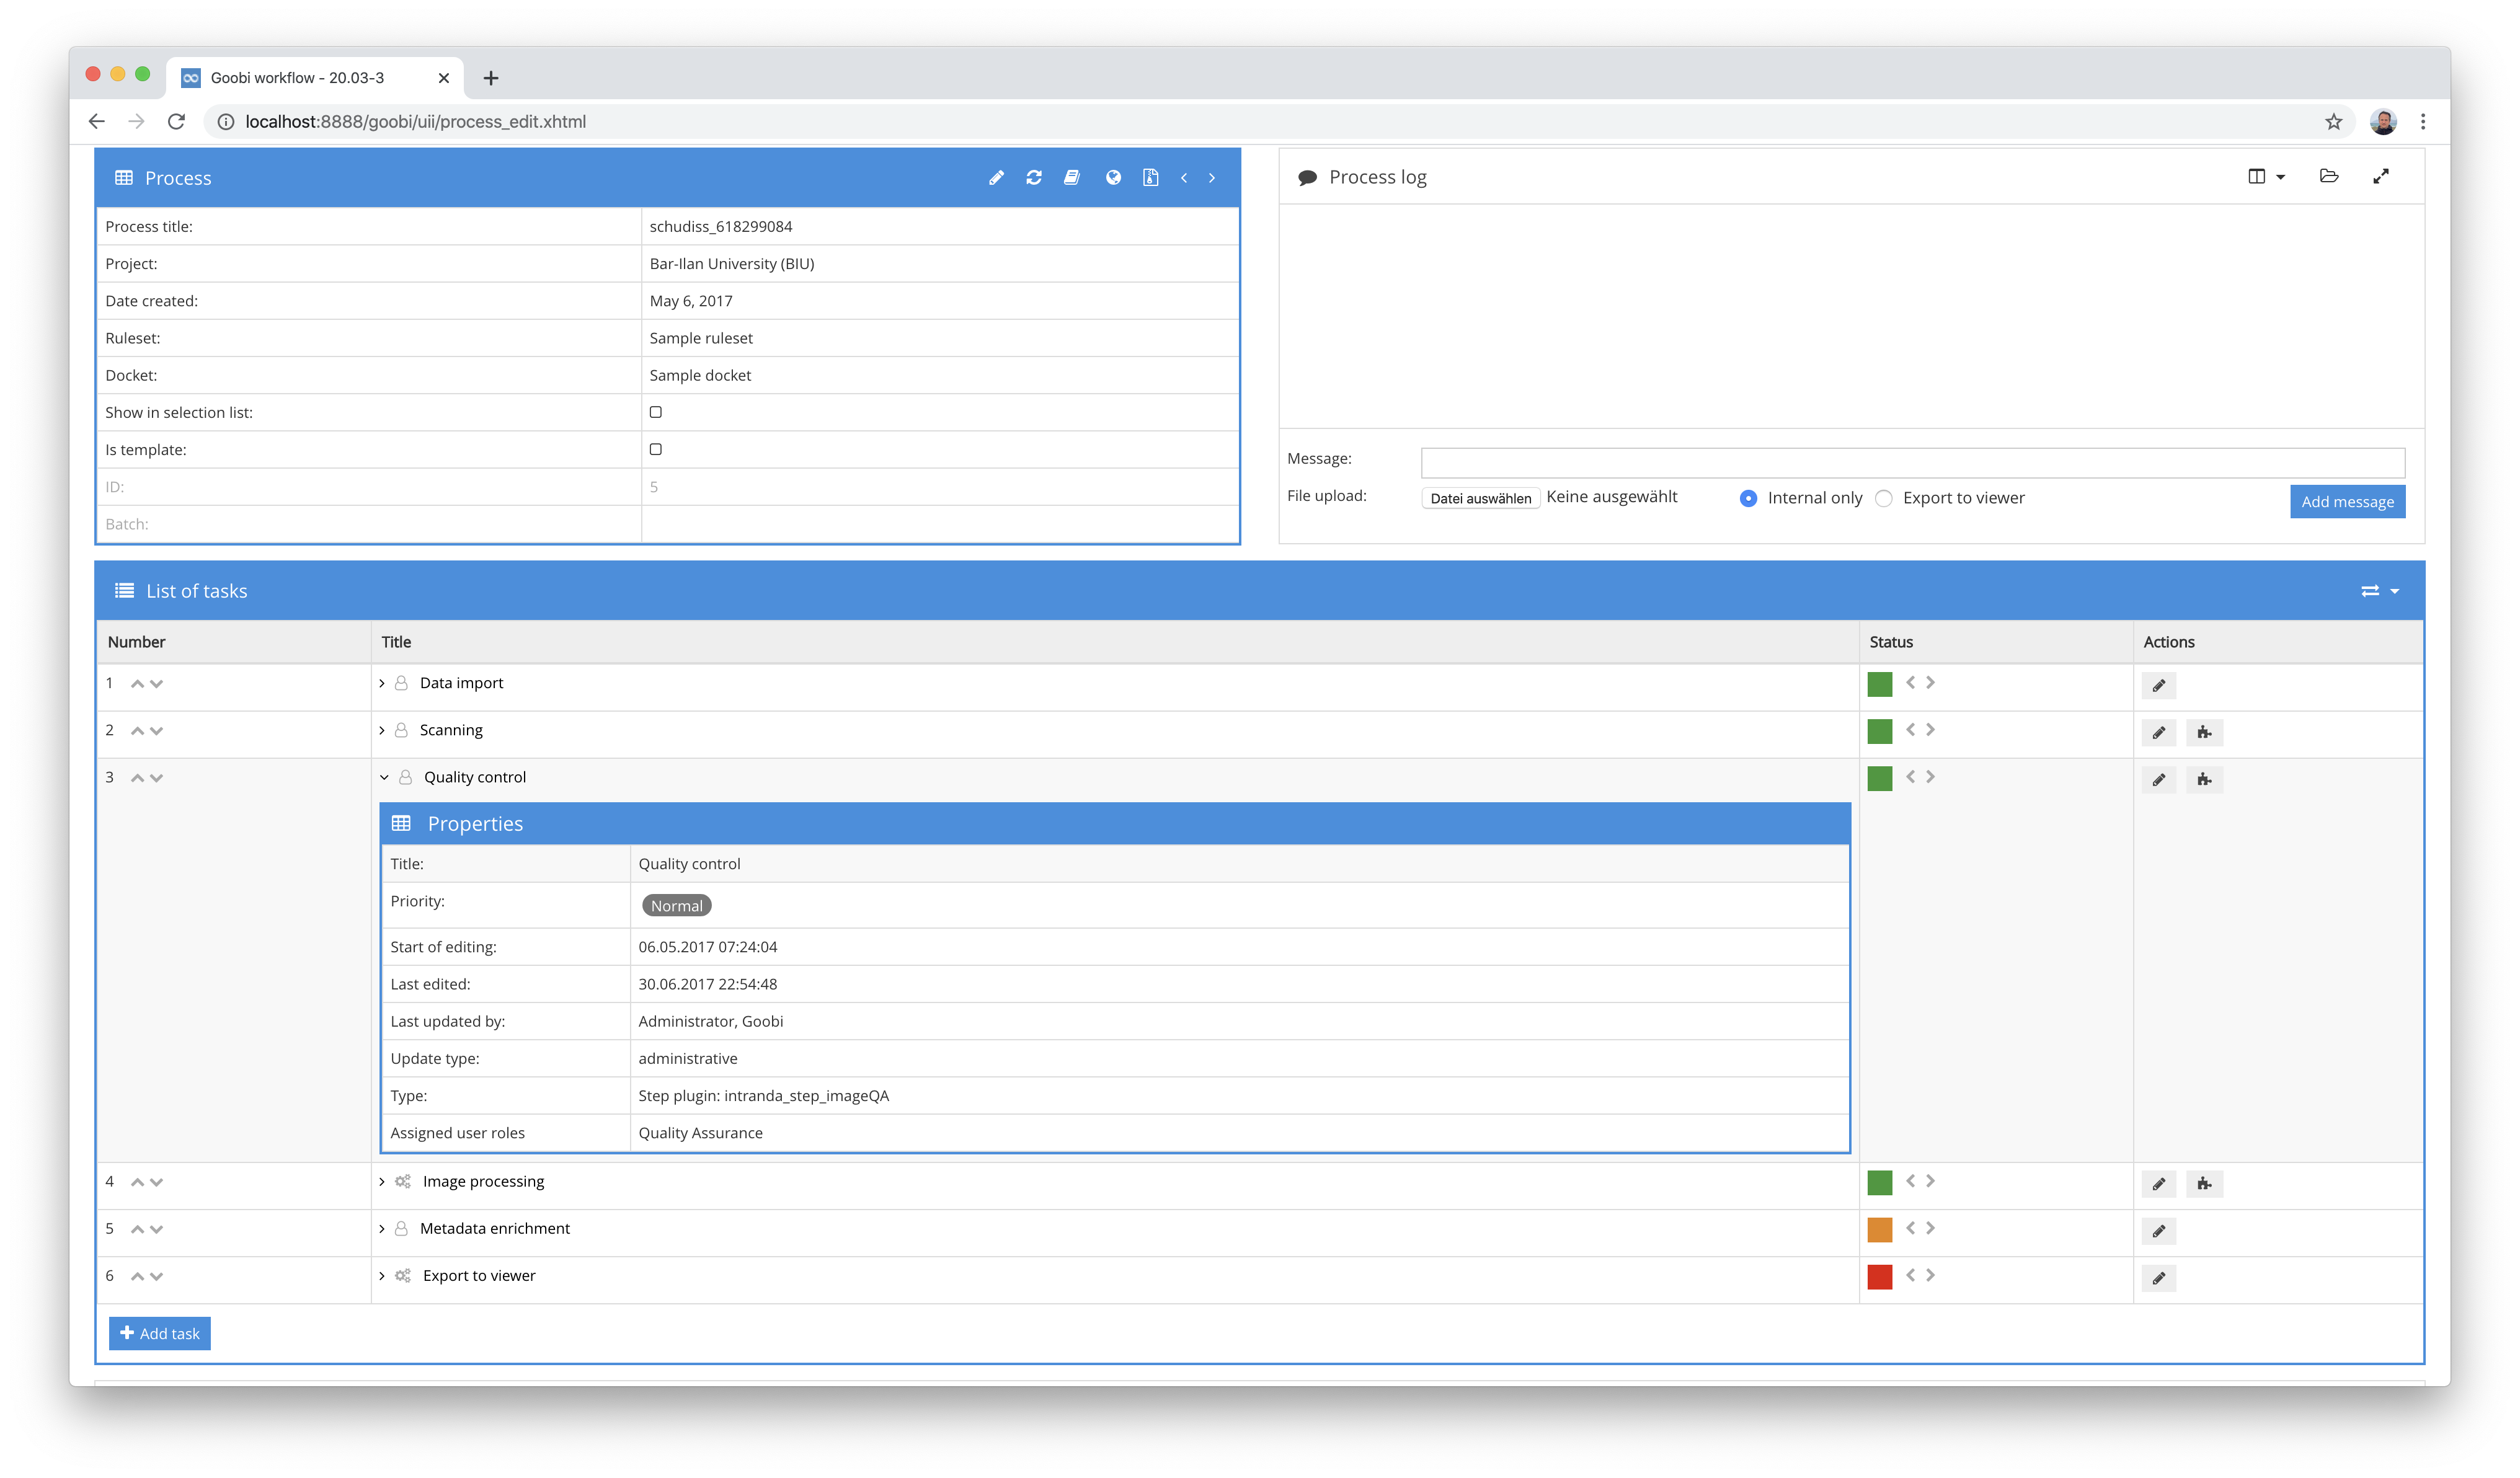 Goobi workflow - 20.03-3
localhost:8888/goobi/uii/process_edit.xhtml
Process
Process title: schudiss_618299084
Project: Bar-Ilan University (BIU)
Date created: May 6, 2017
Ruleset: Sample ruleset
Docket: Sample docket
Show in selection list:
Is template:
ID: 5
Batch:
Process log
Message:
File upload: Datei auswählen Keine ausgewählt Internal only Export to viewer Add message
List of tasks
Number Title Status Actions
1 Data import
2 Scanning
3 Quality control
Properties
Title: Quality control
Priority: Normal
Start of editing: 06.05.2017 07:24:04
Last edited: 30.06.2017 22:54:48
Last updated by: Administrator, Goobi
Update type: administrative
Type: Step plugin: intranda_step_imageQA
Assigned user roles Quality Assurance
4 Image processing
5 Metadata enrichment
6 Export to viewer
Add task